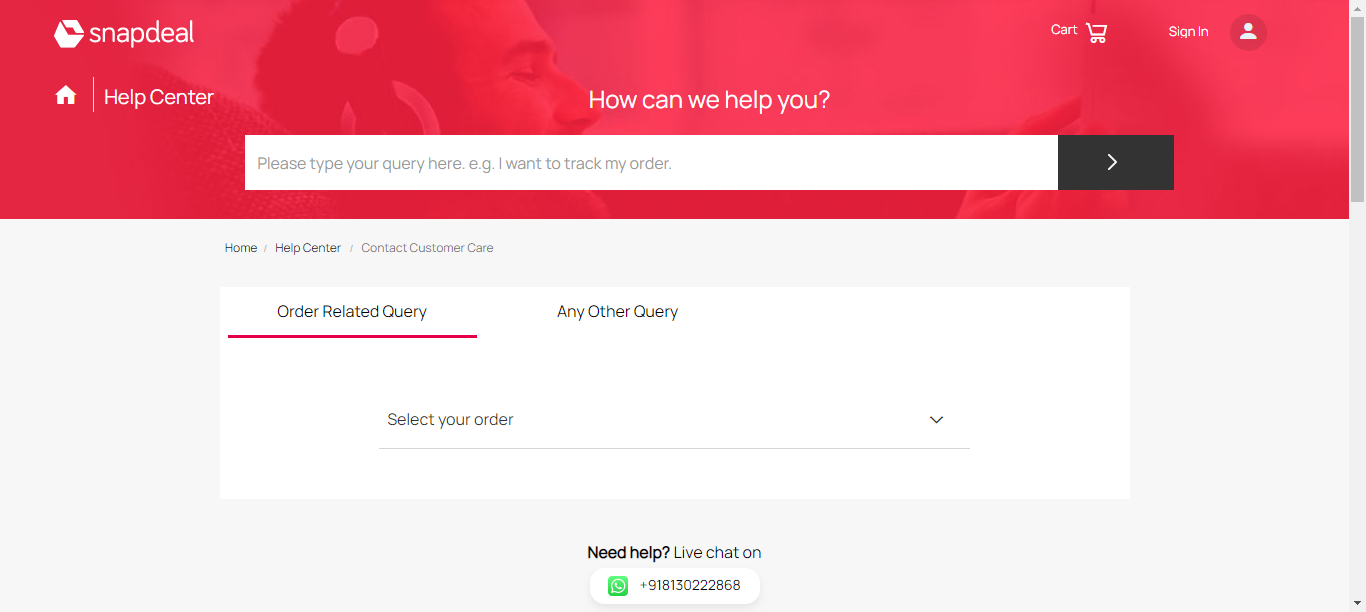 snapdeal
Cart
Sign In
Help Center
How can we help you?
Please type your query here. e.g. I want to track my order.
Home / Help Center / Contact Customer Care
Order Related Query
Any Other Query
Select your order
Need help? Live chat on
+918130222868